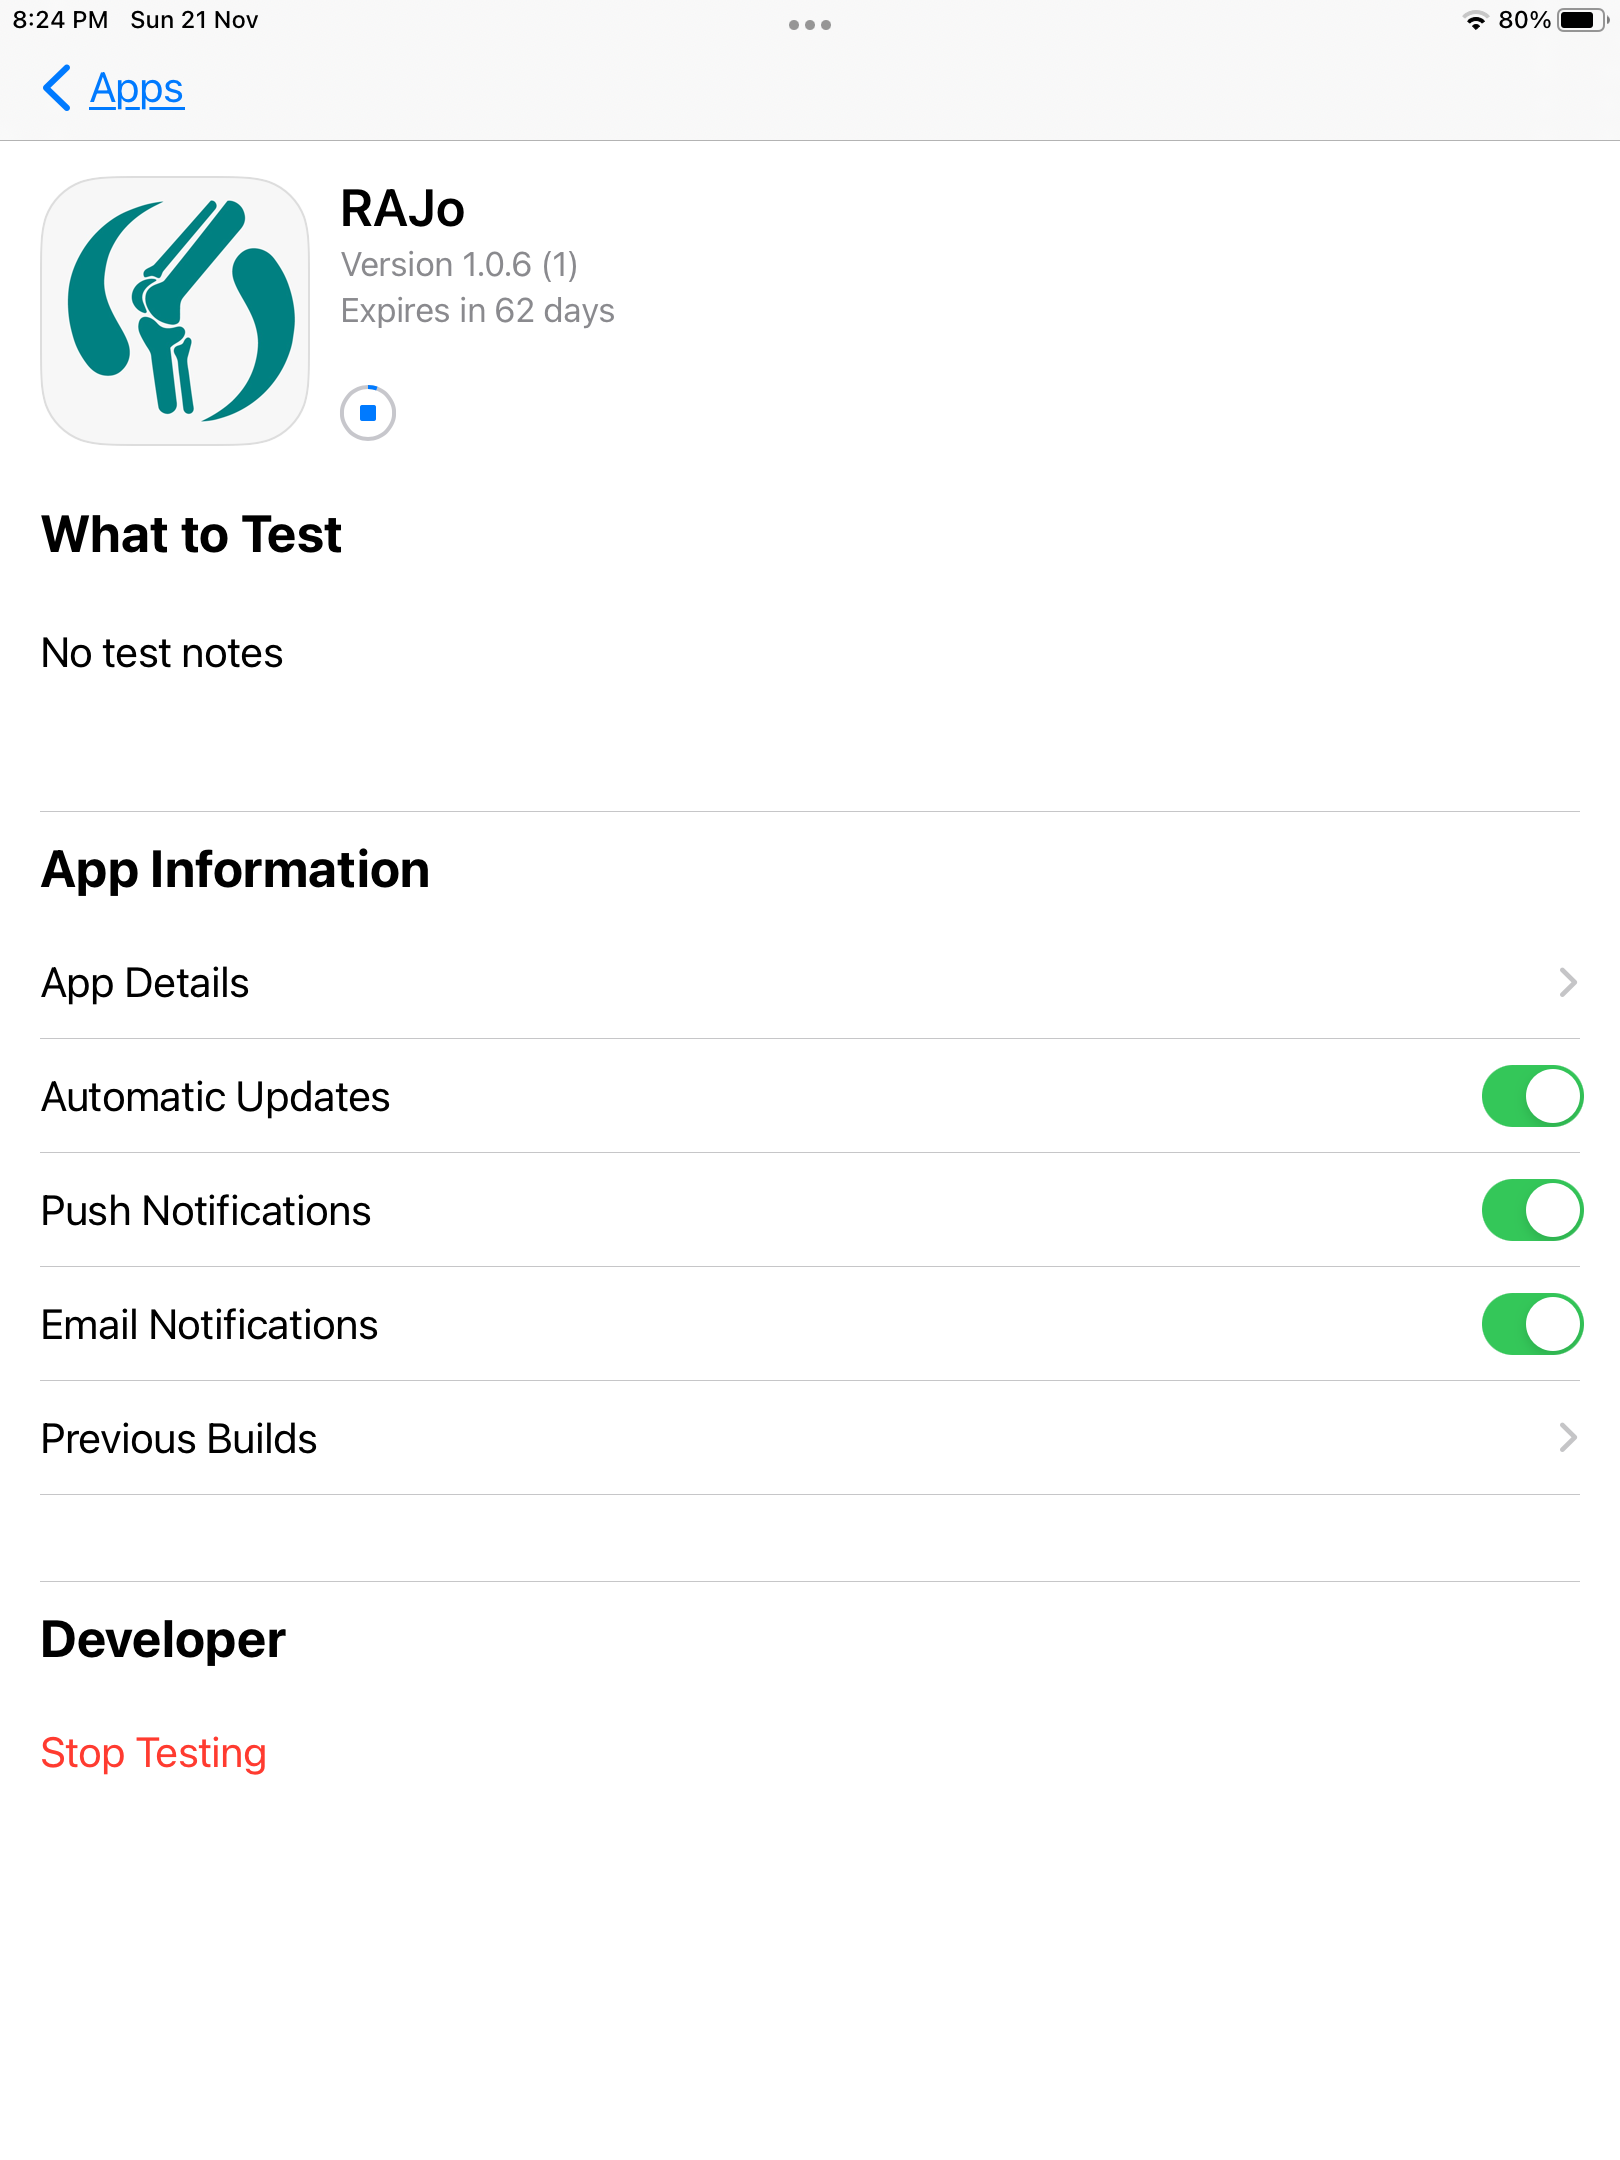 8:24 PM Sun 21 Nov 80%
Apps
RAJo
Version 1.0.6 (1)
Expires in 62 days
What to Test
No test notes
App Information
App Details
Automatic Updates
Push Notifications
Email Notifications
Previous Builds
Developer
Stop Testing